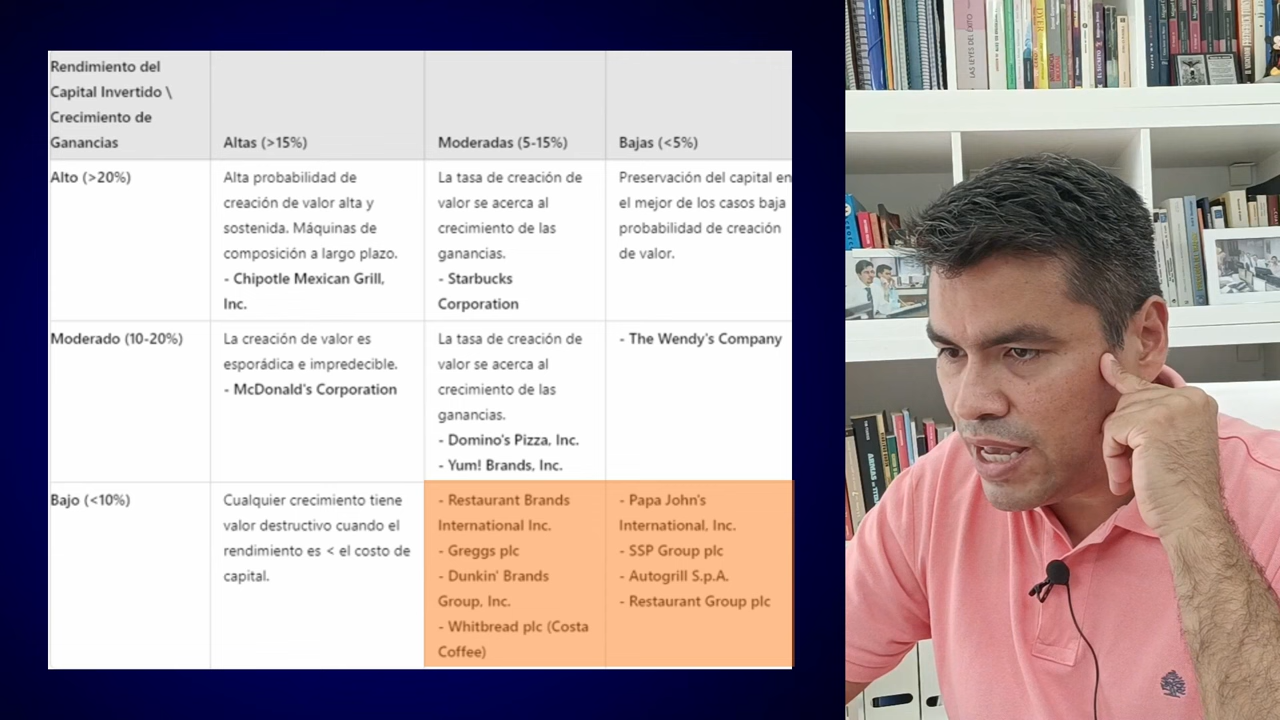 Rendimiento del
Capital Invertido \
Crecimiento de
Ganancias
Altas (>15%)
Moderadas (5-15%)
Bajas (<5%)
Alto (>20%)
Alta probabilidad de
creación de valor alta y
sostenida. Máquinas de
composición a largo plazo.
- Chipotle Mexican Grill,
Inc.
La tasa de creación de
valor se acerca al
crecimiento de las
ganancias.
- Starbucks
Corporation
Preservación del capital en
el mejor de los casos baja
probabilidad de creación
de valor.
Moderado (10-20%)
La creación de valor es
esporádica e impredecible.
- McDonald's Corporation
La tasa de creación de
valor se acerca al
crecimiento de las
ganancias.
- Domino's Pizza, Inc.
- Yum! Brands, Inc.
- The Wendy's Company
Bajo (<10%)
Cualquier crecimiento tiene
valor destructivo cuando el
rendimiento es < el costo de
capital.
- Restaurant Brands
International Inc.
- Greggs plc
- Dunkin' Brands
Group, Inc.
- Whitbread plc (Costa
Coffee)
- Papa John's
International, Inc.
- SSP Group plc
- Autogrill S.p.A.
- Restaurant Group plc
LAS LEYES DEL ÉXITO